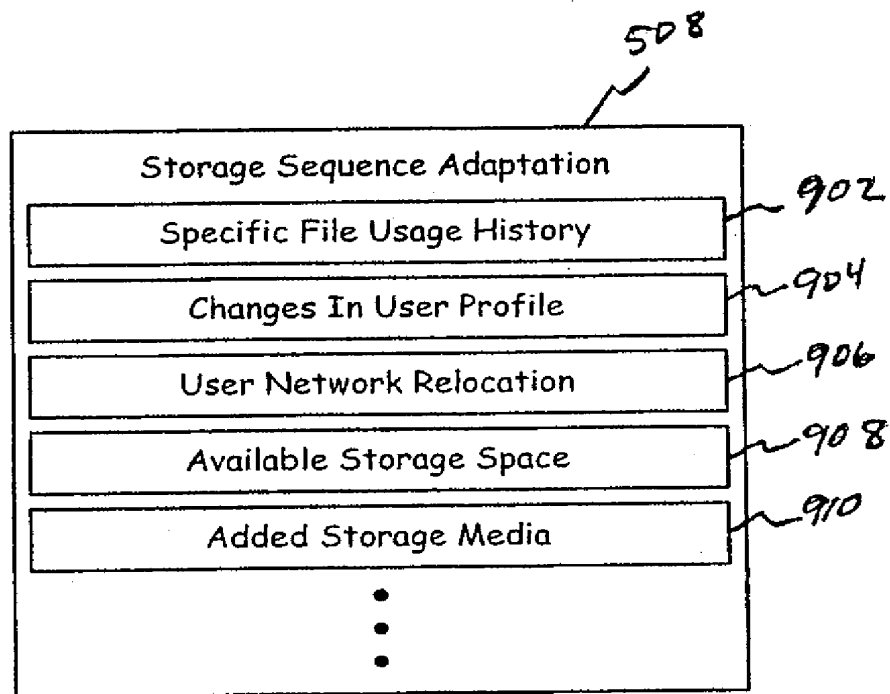 508
Storage Sequence Adaptation
Specific File Usage History
902
Changes In User Profile
904
User Network Relocation
906
Available Storage Space
908
Added Storage Media
910